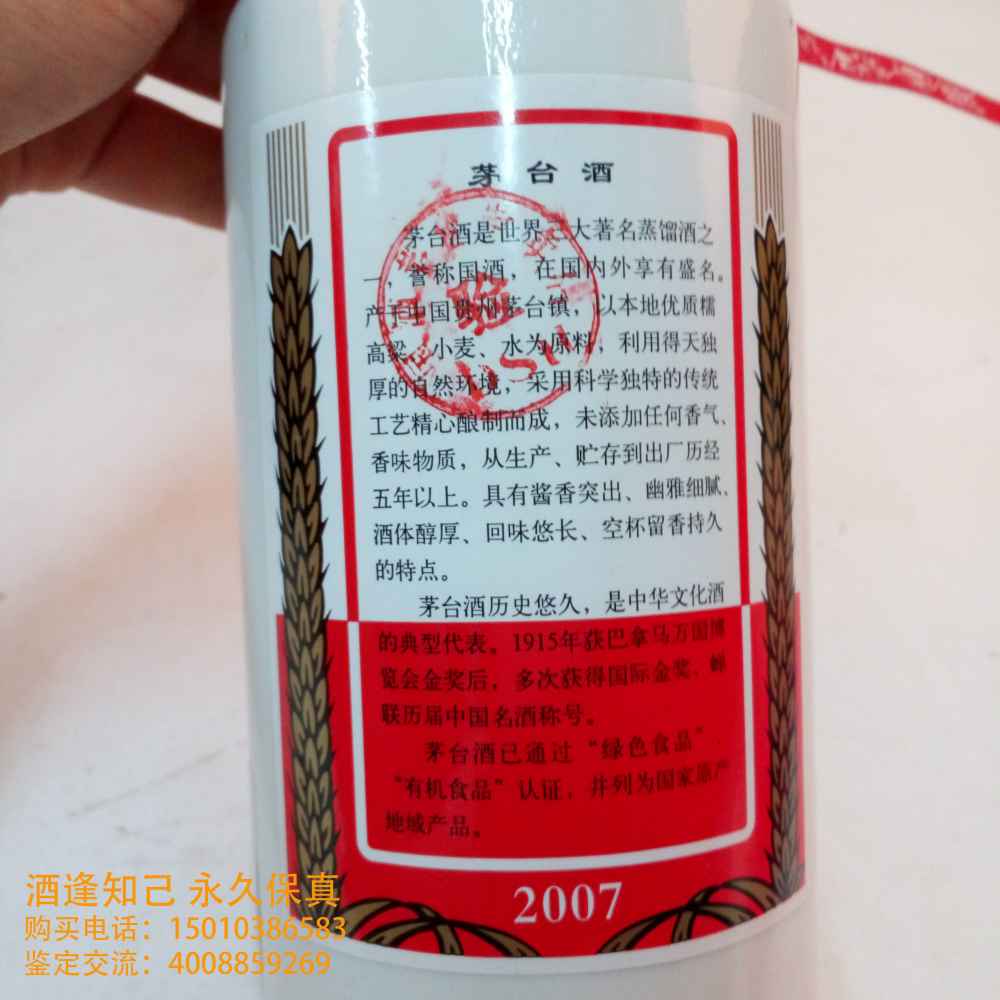 茅台酒
茅台酒是世界三大著名蒸馏酒之
一，誉称国酒，在国内外享有盛名。
产于中国贵州茅台镇，以本地优质糯
高粱、小麦、水为原料，利用得天独
厚的自然环境，采用科学独特的传统
工艺精心酿制而成，未添加任何香气、
香味物质，从生产、贮存到出厂历经
五年以上。具有酱香突出、幽雅细腻、
酒体醇厚、回味悠长、空杯留香持久
的特点。
茅台酒历史悠久，是中华文化酒
的典型代表。1915年获巴拿马万国博
览会金奖后，多次获得国际金奖，蝉
联历届中国名酒称号。
茅台酒已通过“绿色食品”、
“有机食品”认证，并列为国家原产
地域产品。
2007
酒逢知己 永久保真
购买电话：15010386583
鉴定交流：4008859269